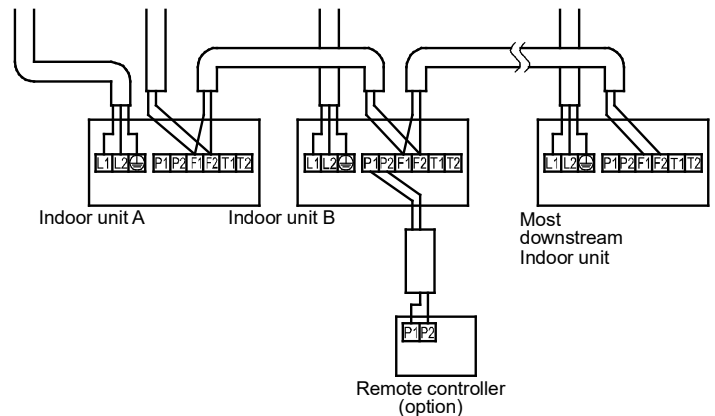 L1 L2 P1 P2 F1 F2 T1 T2
L1 L2 P1 P2 F1 F2 T1 T2
L1 L2 P1 P2 F1 F2 T1 T2
Indoor unit A
Indoor unit B
Most
downstream
Indoor unit
P1 P2
Remote controller
(option)